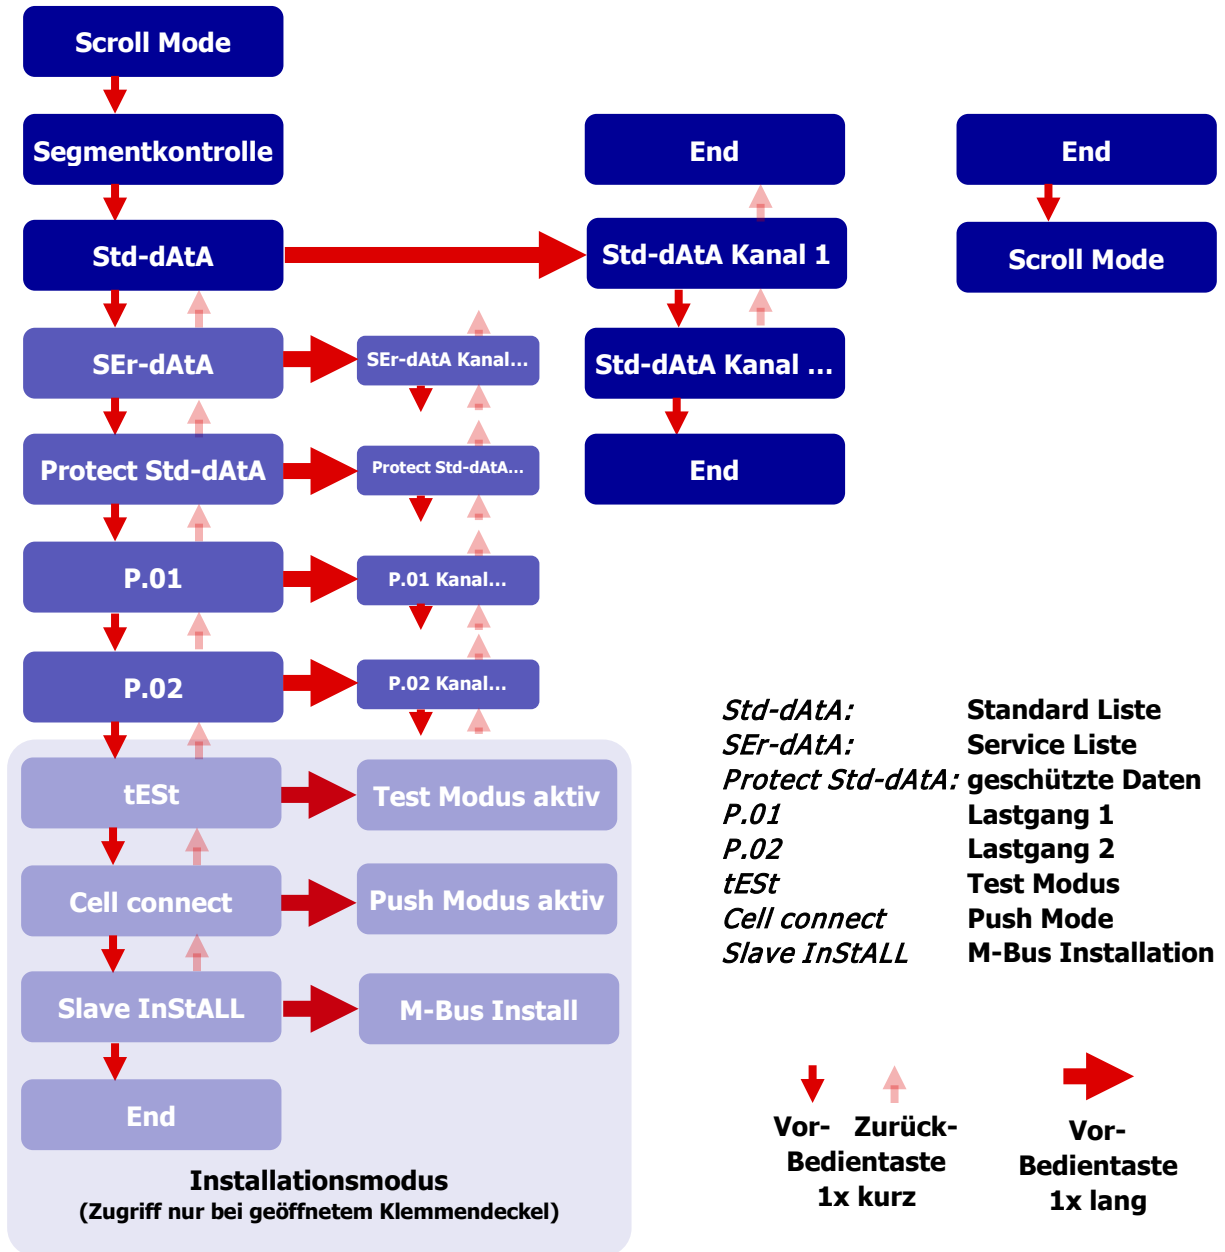 Scroll Mode
Segmentkontrolle
End
End
Std-dAtA
Std-dAtA Kanal 1
Scroll Mode
SEr-dAtA
SEr-dAtA Kanal...
Std-dAtA Kanal ...
Protect Std-dAtA
Protect Std-dAtA...
End
P.01
P.01 Kanal...
P.02
P.02 Kanal...
tESt
Test Modus aktiv
Cell connect
Push Modus aktiv
Slave InStALL
M-Bus Install
End
Installationsmodus
(Zugriff nur bei geöffnetem Klemmendeckel)
Std-dAtA: Standard Liste
SEr-dAtA: Service Liste
Protect Std-dAtA: geschützte Daten
P.01 Lastgang 1
P.02 Lastgang 2
tESt Test Modus
Cell connect Push Mode
Slave InStALL M-Bus Installation
Vor- Zurück-
Bedientaste
1x kurz
Vor-
Bedientaste
1x lang